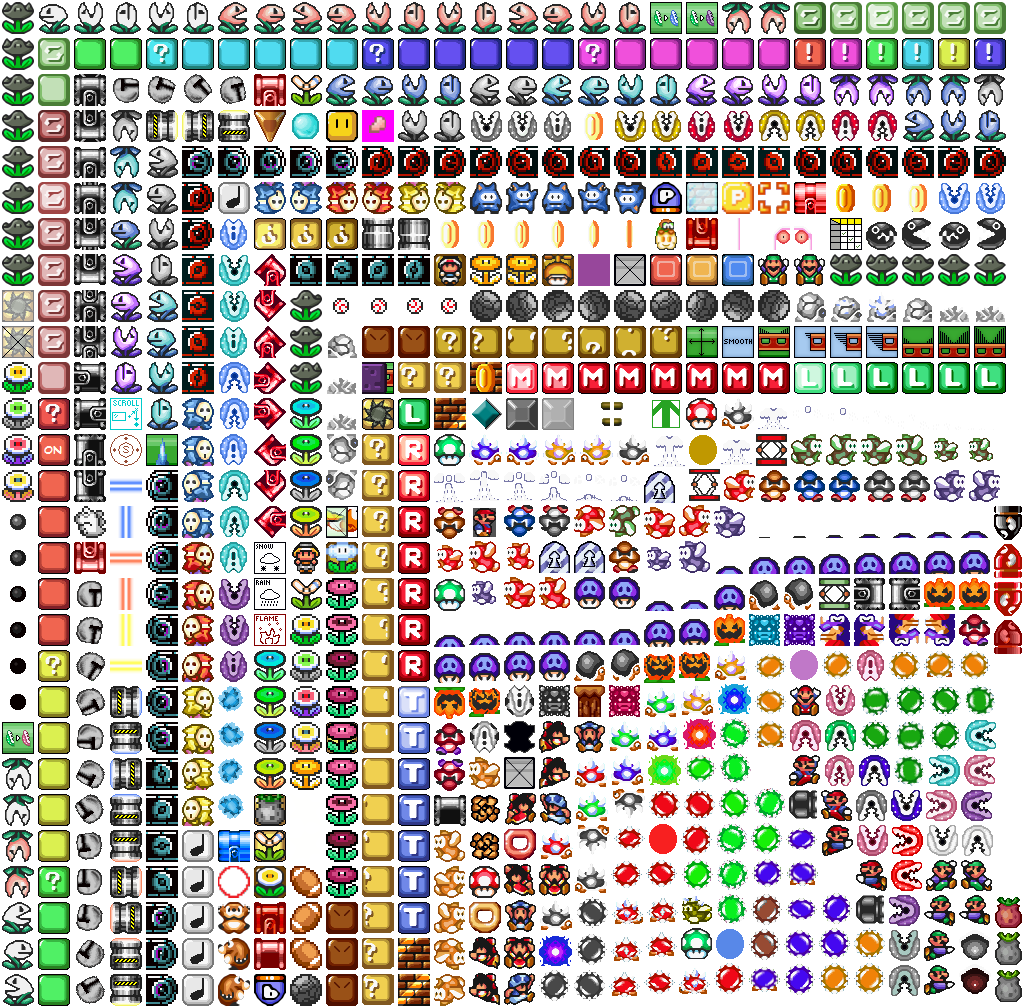 ? ? ? ! ! ! ! ! !
P P
? ? SMOOTH
? ? M M M M M M M M L L L L L L
? SCROLL L
ON S ? R
? R
? R
SNOW R
RAIN R
FLAME R
? R
T
T
T
T
T
? T
? T
?
?